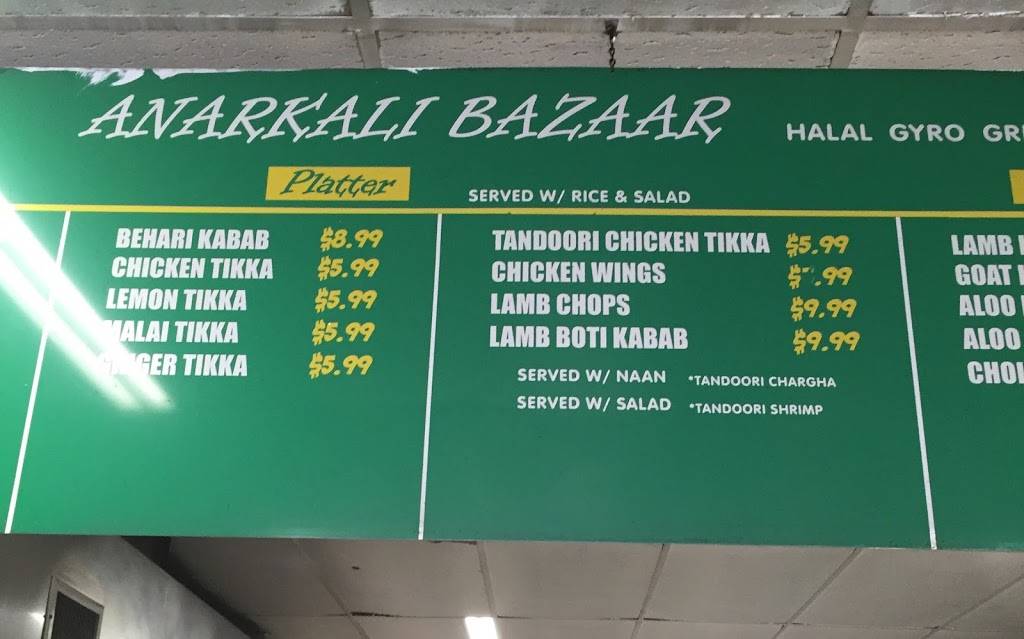 ANARKALI BAZAAR
HALAL GYRO
Platter
SERVED W/ RICE & SALAD
BEHARI KABAB $8.99
CHICKEN TIKKA $5.99
LEMON TIKKA $5.99
MALAI TIKKA $5.99
GINGER TIKKA $5.99
TANDOORI CHICKEN TIKKA $5.99
CHICKEN WINGS
LAMB CHOPS $9.99
LAMB BOTI KABAB $9.99
SERVED W/ NAAN *TANDOORI CHARGHA
SERVED W/ SALAD *TANDOORI SHRIMP
LAMB
GOAT
ALOO
ALOO